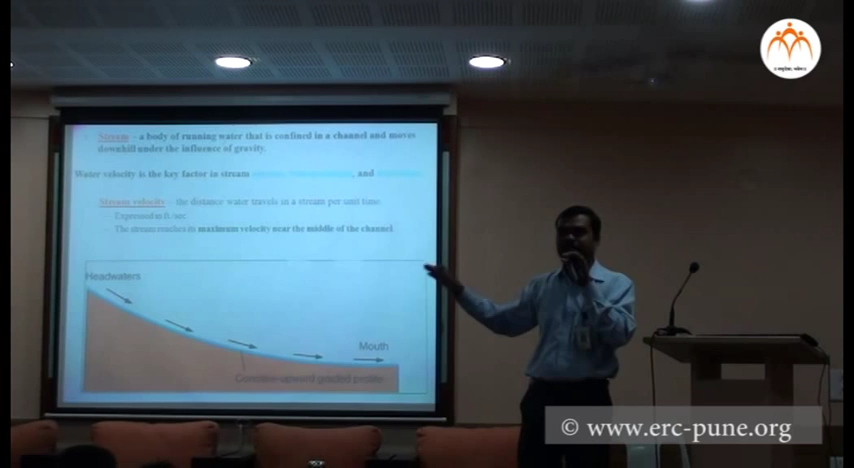 Stream – a body of running water that is confined in a channel and moves
downhill under the influence of gravity.
Water velocity is the key factor in stream , and
Stream velocity – the distance water travels in a stream per unit time.
Expressed in ft./sec
The stream reaches its maximum velocity near the middle of the channel.
Headwaters
Mouth
Concave-upward graded profile
© www.erc-pune.org